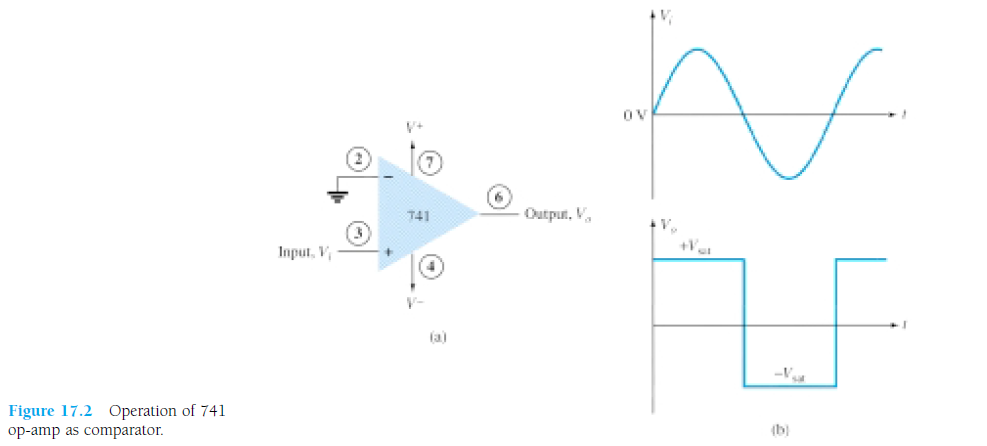 V+
2
7
−
741
6
Output, Vo
3
Input, Vi
+
4
V−
(a)
Vi
0 V
t
Vo
+Vsat
t
−Vsat
(b)
Figure 17.2 Operation of 741
op-amp as comparator.